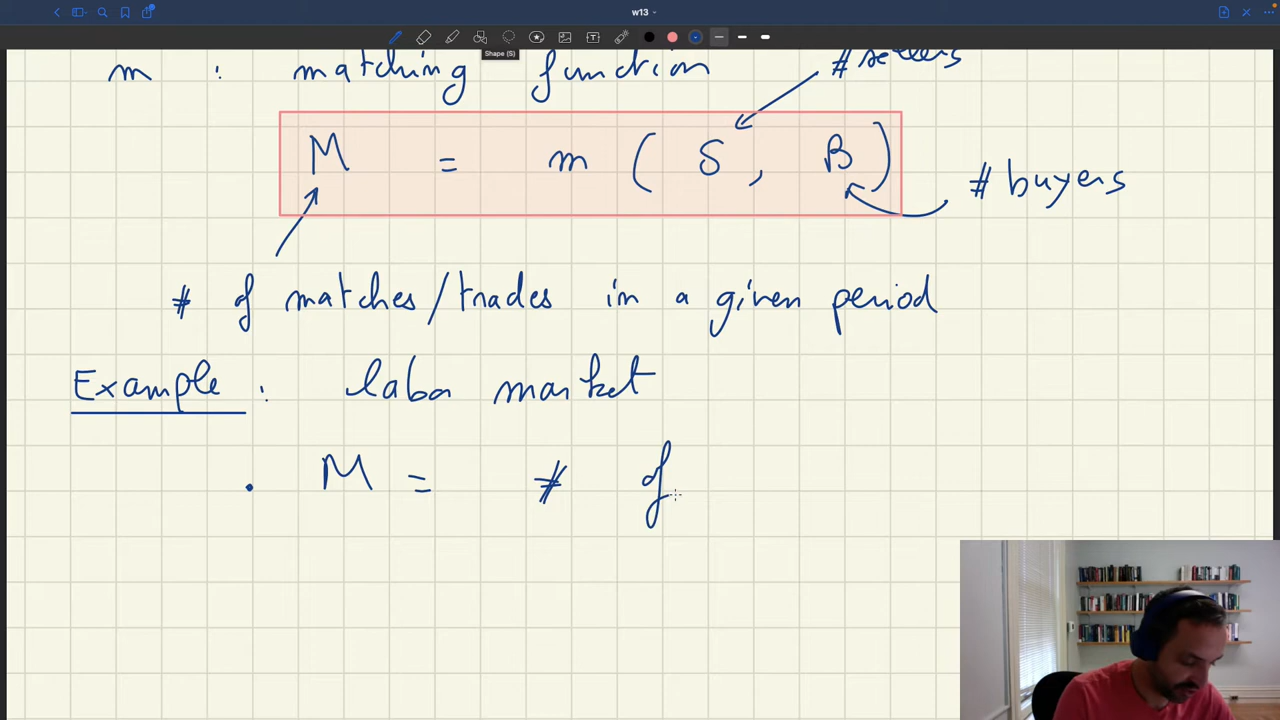 w13
Shape (S)
m : matching function
# sellers
M = m ( S , B )
# buyers
# of matches/trades in a given period
Example : labor market
• M = # of